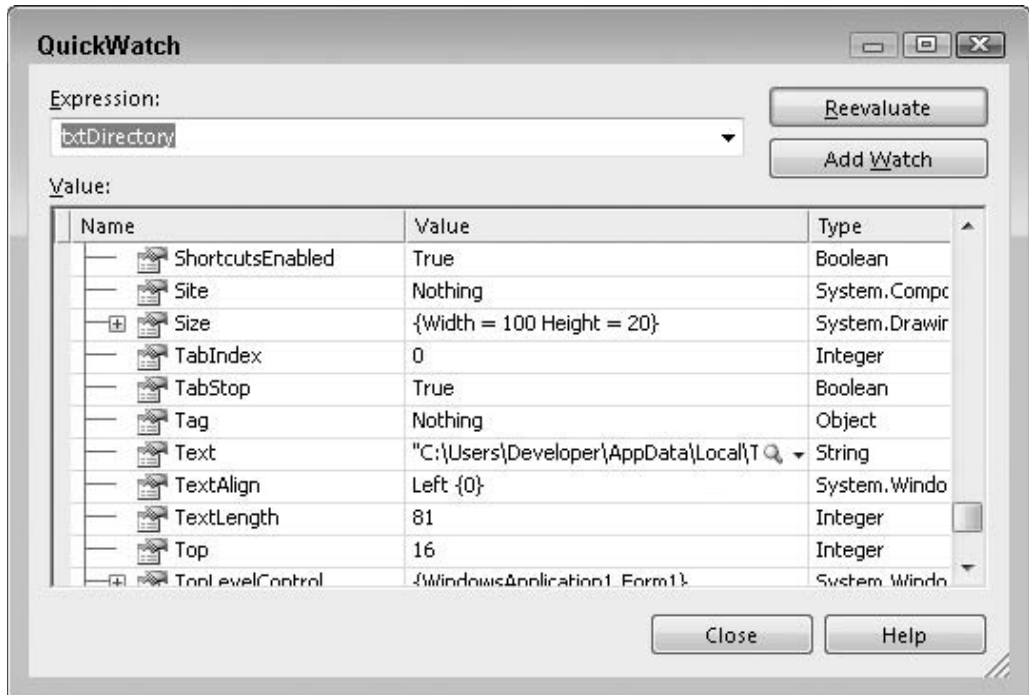 QuickWatch
Expression:
Reevaluate
txtDirectory
Add Watch
Value:
Name Value Type
ShortcutsEnabled True Boolean
Site Nothing System.Compo
Size {Width = 100 Height = 20} System.Drawir
TabIndex 0 Integer
TabStop True Boolean
Tag Nothing Object
Text "C:\Users\Developer\AppData\Local\T String
TextAlign Left {0} System.Windo
TextLength 81 Integer
Top 16 Integer
TopLevelControl {WindowsApplication1.Form1} System.Windo
Close Help